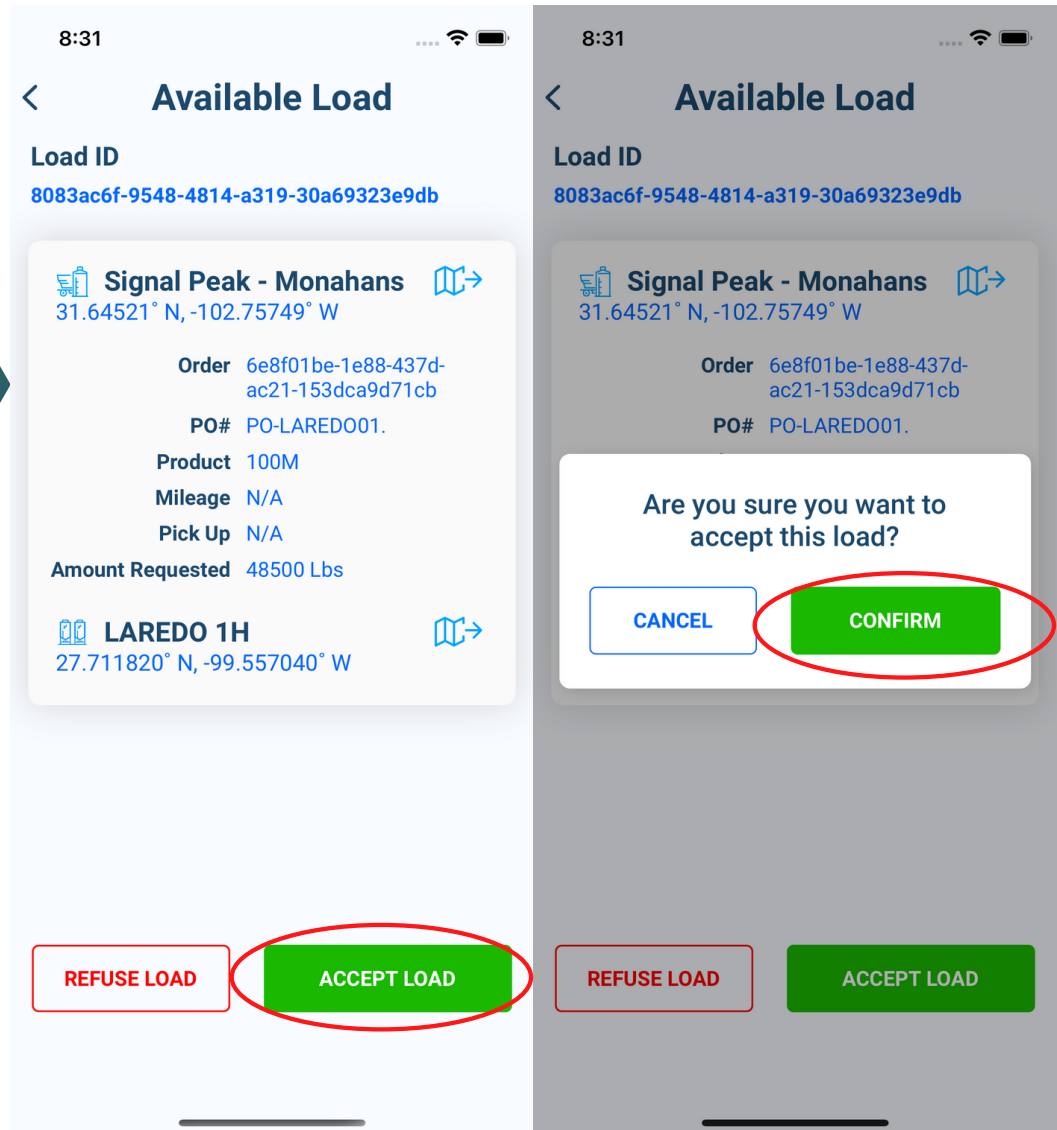 8:31
Available Load
Load ID
8083ac6f-9548-4814-a319-30a69323e9db
Signal Peak - Monahans
31.64521° N, -102.75749° W
Order 6e8f01be-1e88-437d-
ac21-153dca9d71cb
PO# PO-LAREDO01.
Product 100M
Mileage N/A
Pick Up N/A
Amount Requested 48500 Lbs
LAREDO 1H
27.711820° N, -99.557040° W
REFUSE LOAD ACCEPT LOAD
8:31
Available Load
Load ID
8083ac6f-9548-4814-a319-30a69323e9db
Signal Peak - Monahans
31.64521° N, -102.75749° W
Order 6e8f01be-1e88-437d-
ac21-153dca9d71cb
PO# PO-LAREDO01.
Are you sure you want to
accept this load?
CANCEL CONFIRM
REFUSE LOAD ACCEPT LOAD